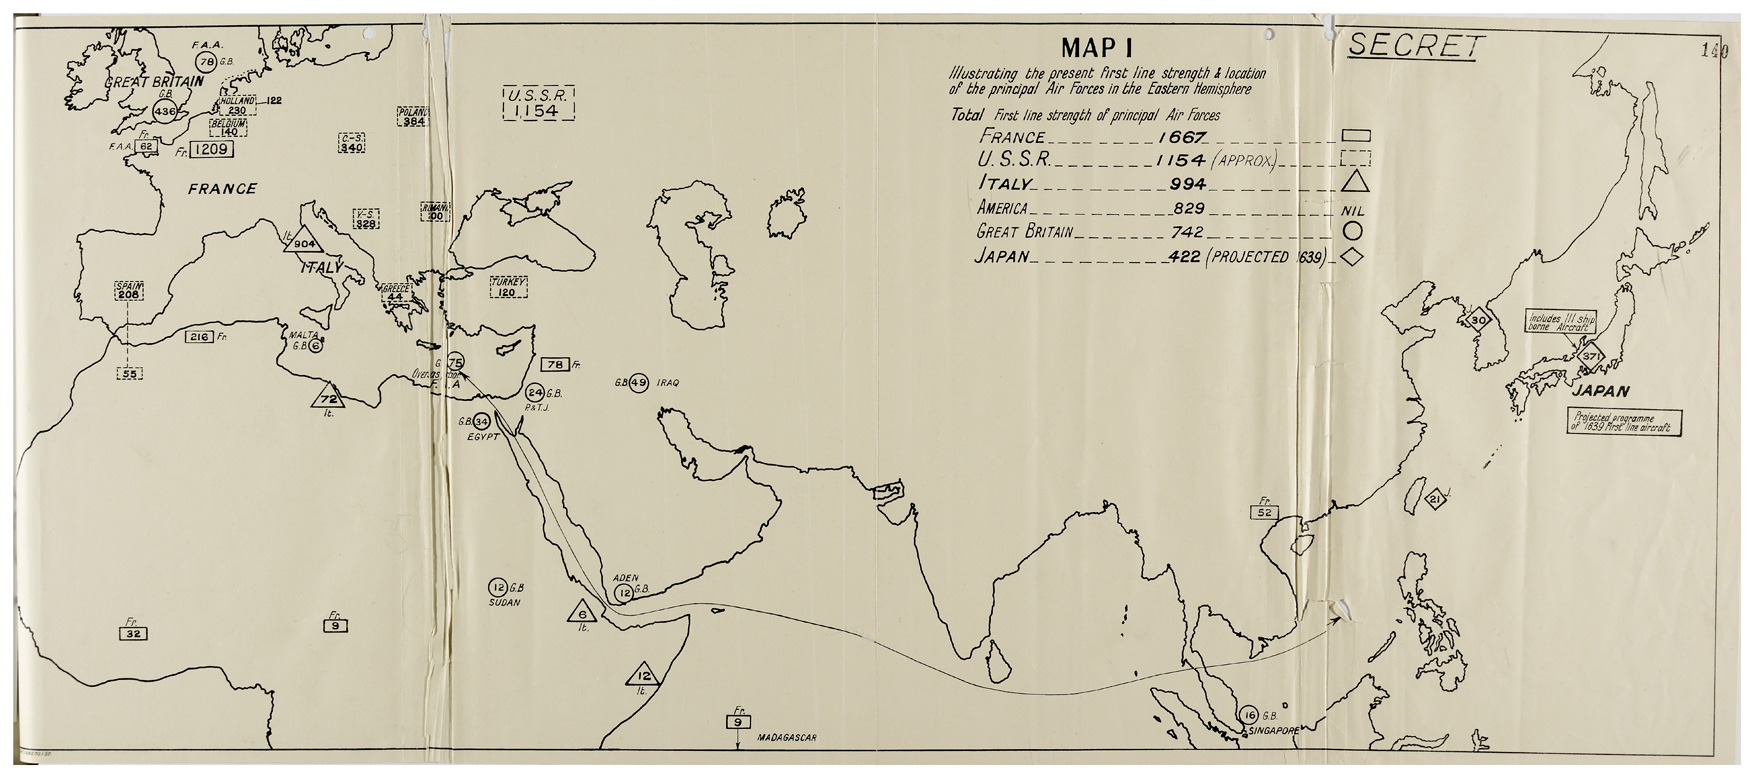 MAP I
SECRET
140
Illustrating the present first line strength & location
of the principal Air Forces in the Eastern Hemisphere
Total First line strength of principal Air Forces
FRANCE 1667
U.S.S.R. 1154 (APPROX.)
ITALY 994
AMERICA 829 NIL
GREAT BRITAIN 742
JAPAN 422 (PROJECTED 1639)
F.A.A.
78 G.B.
GREAT BRITAIN
G.B.
436
HOLLAND
230
122
BELGIUM
140
Fr.
F.A.A. 62
Fr. 1209
FRANCE
POLAND
384
C.-S.
340
U.S.S.R.
1154
Y-S.
328
It. 904
ITALY
SPAIN
208
55
GREECE
44
TURKEY
120
216 Fr.
MALTA
G.B 6
72
It.
75
78 Fr.
24 G.B.
P. & T.J.
G.B. 34
EGYPT
G.B 49 IRAQ
12 G.B
SUDAN
ADEN
12 G.B.
6
It.
12
It.
Fr.
32
Fr.
9
Fr.
9
MADAGASCAR
Fr.
52
16 G.B.
SINGAPORE
J
30
Includes 111 ship
borne Aircraft
371
JAPAN
Projected programme
of 1639 First line aircraft
J
21